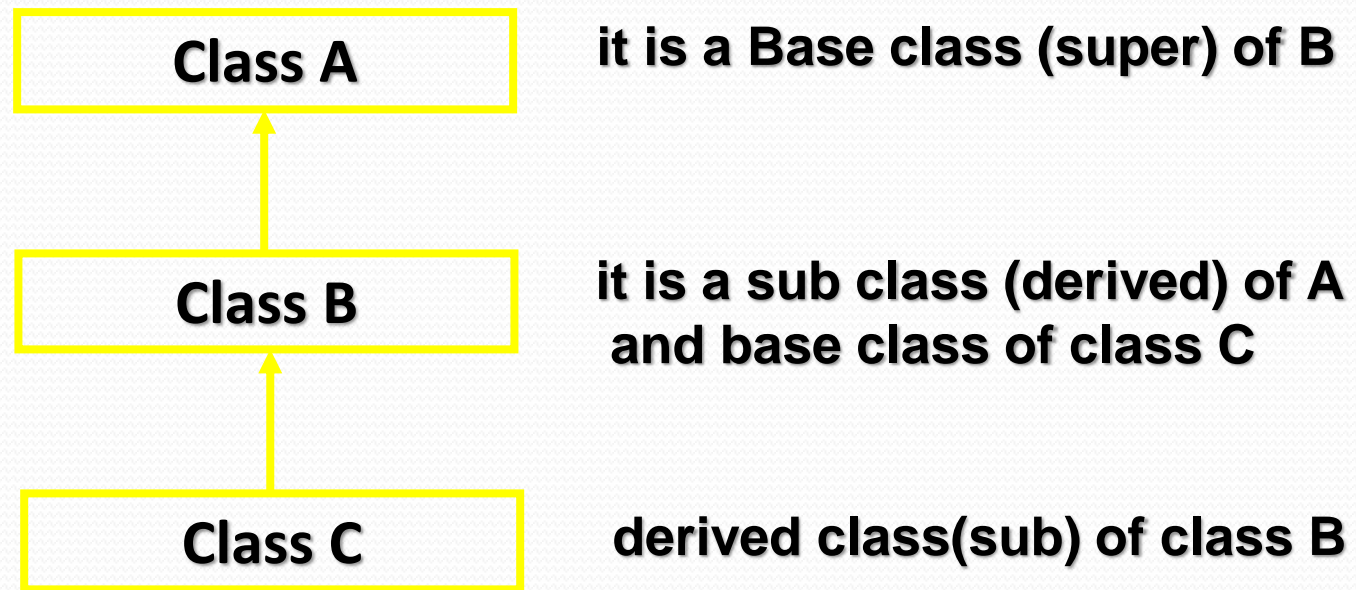 Class A
it is a Base class (super) of B
Class B
it is a sub class (derived) of A
and base class of class C
Class C
derived class(sub) of class B